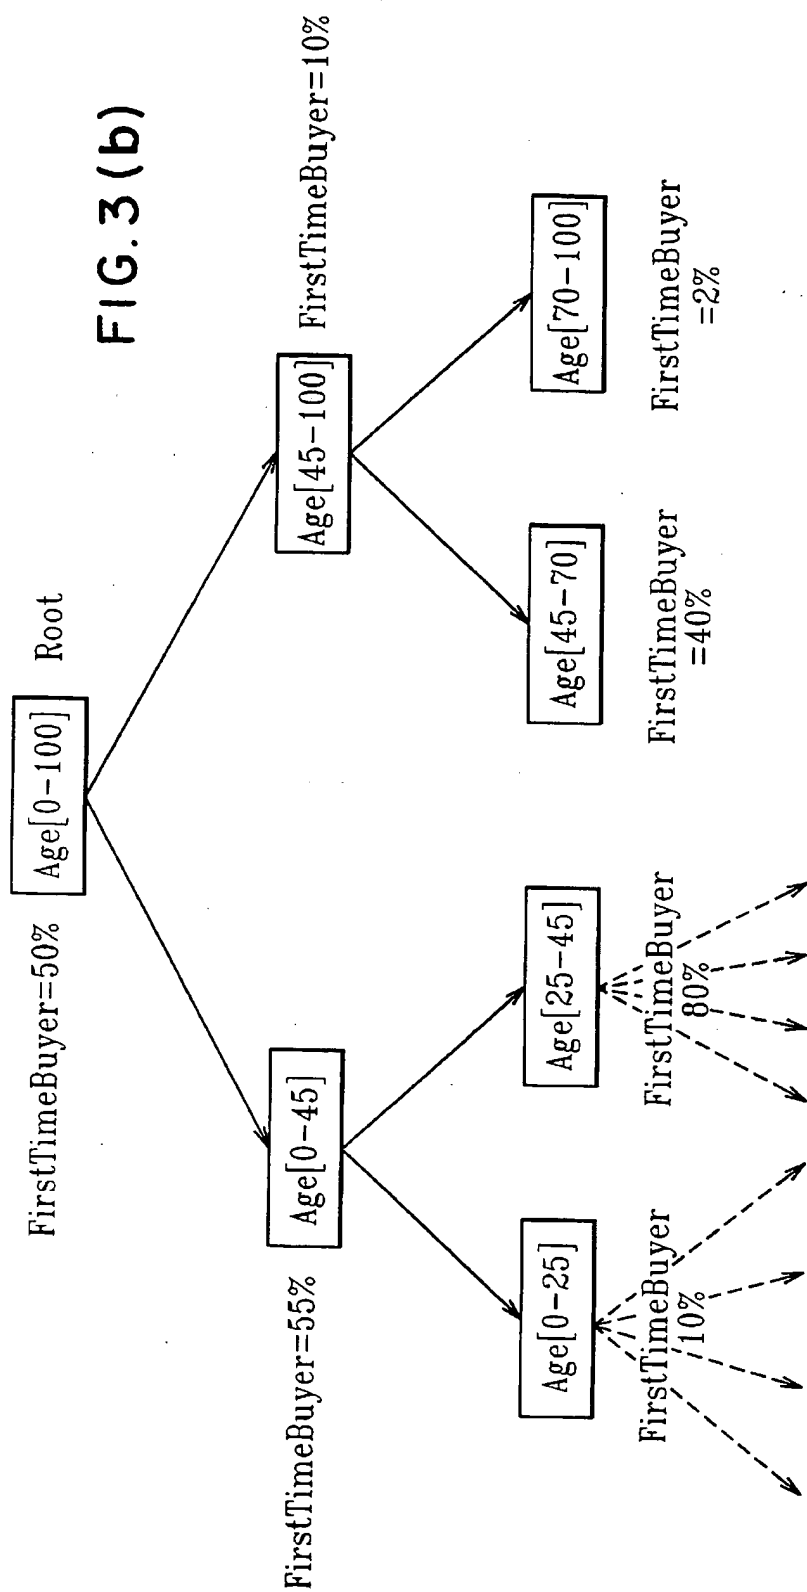 FIG. 3 (b)
FirstTimeBuyer=50%
Age[0-100]
Root
FirstTimeBuyer=55%
Age[0-45]
Age[45-100]
FirstTimeBuyer=10%
Age[0-25]
Age[25-45]
Age[45-70]
Age[70-100]
FirstTimeBuyer
10%
FirstTimeBuyer
80%
FirstTimeBuyer
=40%
FirstTimeBuyer
=2%